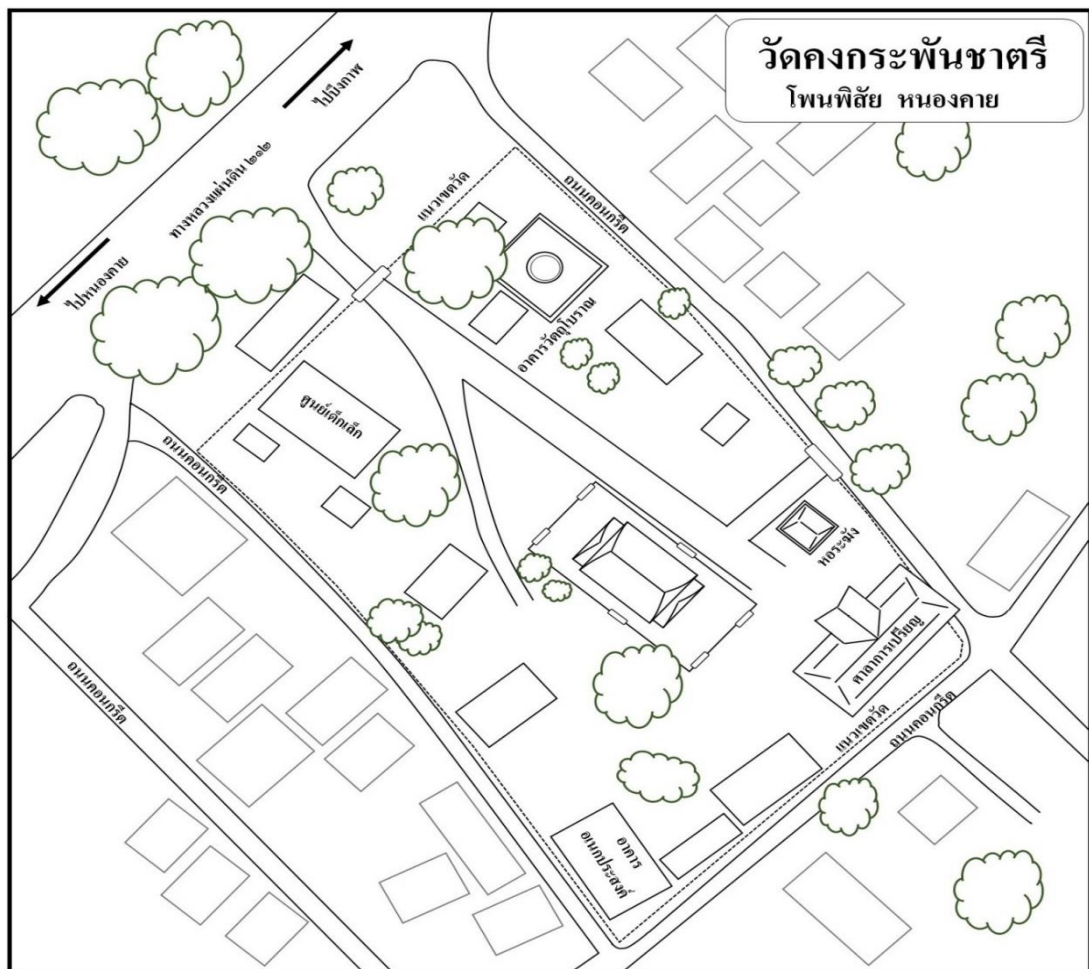 วัดคงกระพันชาตรี
โพนพิสัย หนองคาย
ไปบึงกาฬ
ทางหลวงแผ่นดิน ๒๑๒
ไปหนองคาย
แนวเขตวัด
ถนนคอนกรีต
อาคารวัตถุโบราณ
ศูนย์เด็กเล็ก
ถนนคอนกรีต
หอระฆัง
ศาลาการเปรียญ
ถนนคอนกรีต
แนวเขตวัด
ถนนคอนกรีต
อาคาร
อเนกประสงค์